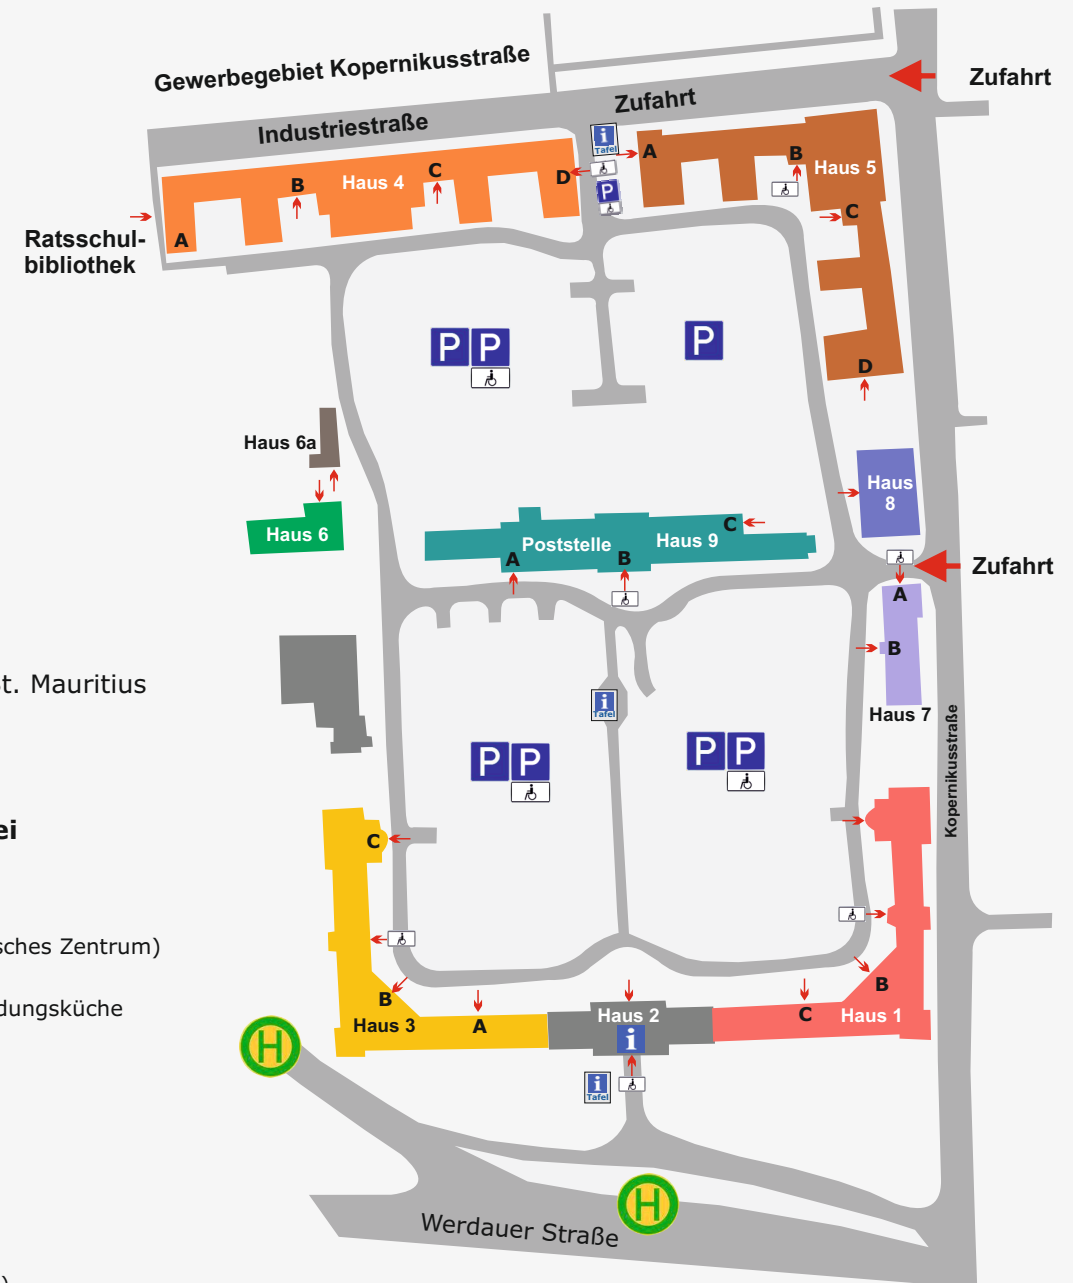 Gewerbegebiet Kopernikusstraße
Zufahrt
Zufahrt
Industriestraße
i
Tafel
A
B
Haus 5
P
C
D
B
C
Haus 4
D
A
Ratsschul-
bibliothek
P P
P
Haus 6a
Haus 6
Haus
8
Poststelle
Haus 9
A
B
C
Zufahrt
A
B
Haus 7
t. Mauritius
i
Tafel
Kopernikusstraße
P P
P P
ei
C
sches Zentrum)
dungsküche
B
Haus 3
A
Haus 2
i
C
Haus 1
B
H
i
Tafel
H
Werdauer Straße
)